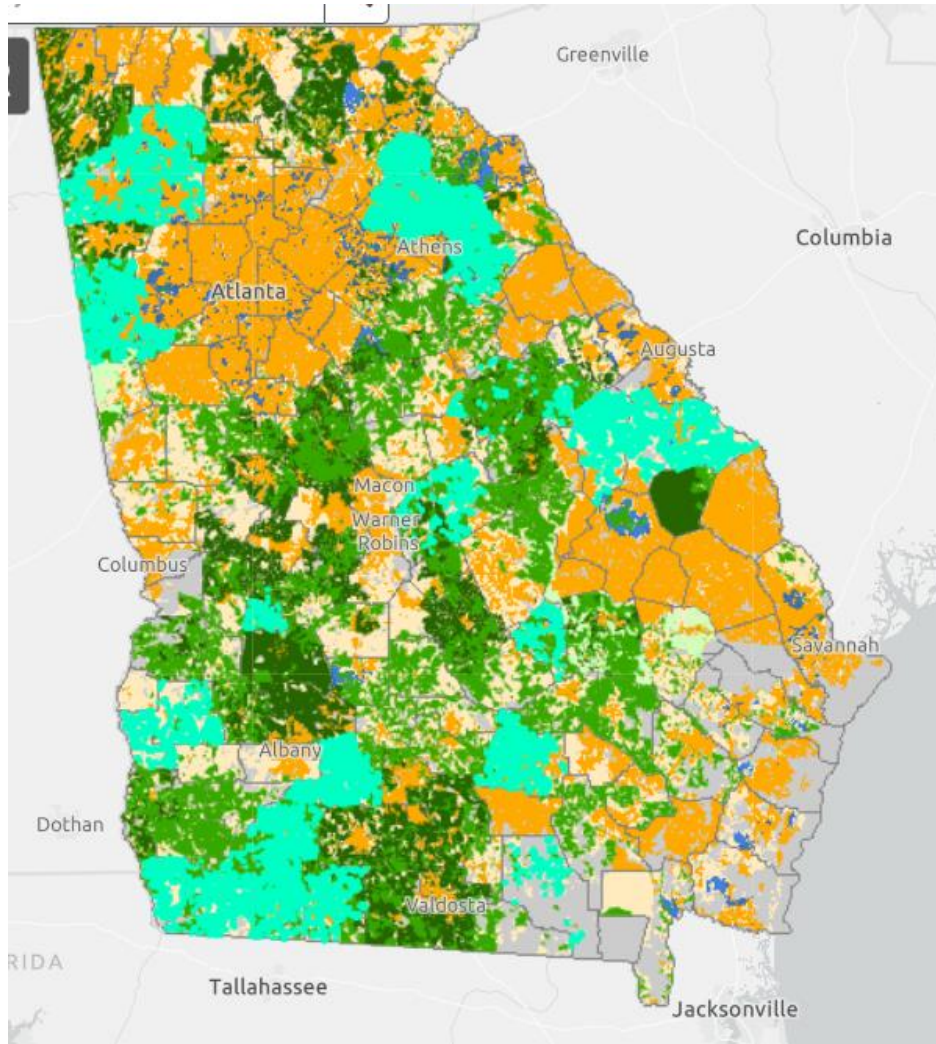 Greenville
Columbia
Athens
Atlanta
Augusta
Macon
Warner
Robins
Columbus
Savannah
Albany
Dothan
Valdosta
RIDA
Tallahassee
Jacksonville